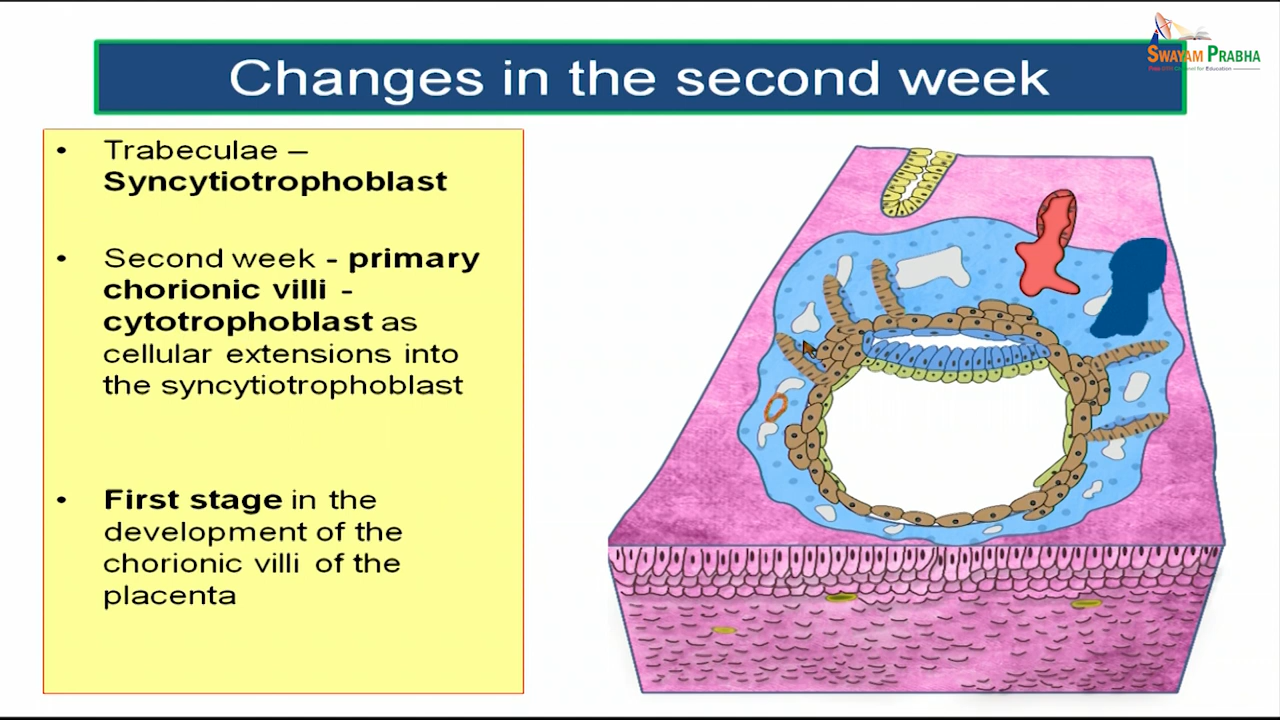 SWAYAM PRABHA
Changes in the second week
• Trabeculae –
Syncytiotrophoblast
• Second week - primary
chorionic villi -
cytotrophoblast as
cellular extensions into
the syncytiotrophoblast
• First stage in the
development of the
chorionic villi of the
placenta